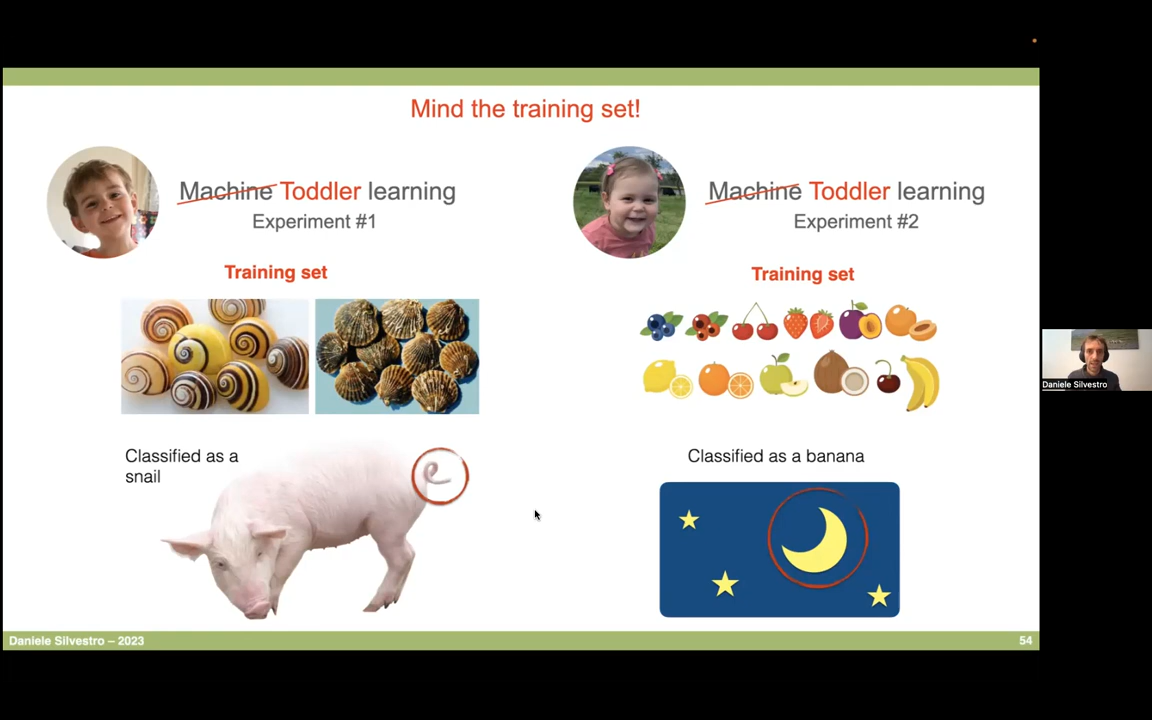 Mind the training set!
Machine Toddler learning
Experiment #1
Training set
Classified as a
snail
Machine Toddler learning
Experiment #2
Training set
Classified as a banana
Daniele Silvestro
Daniele Silvestro – 2023
54